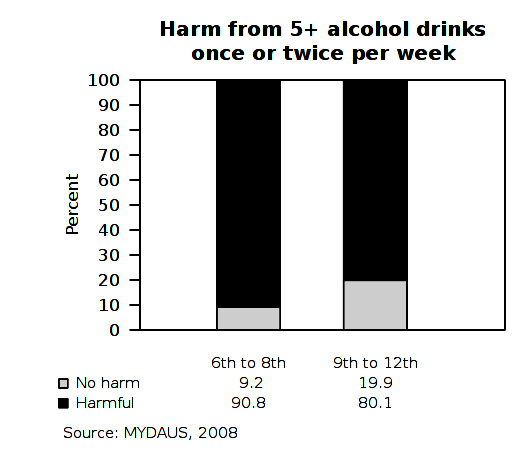 Harm from 5+ alcohol drinks
once or twice per week
Percent
100
90
80
70
60
50
40
30
20
10
0
6th to 8th 9th to 12th
No harm 9.2 19.9
Harmful 90.8 80.1
Source: MYDAUS, 2008